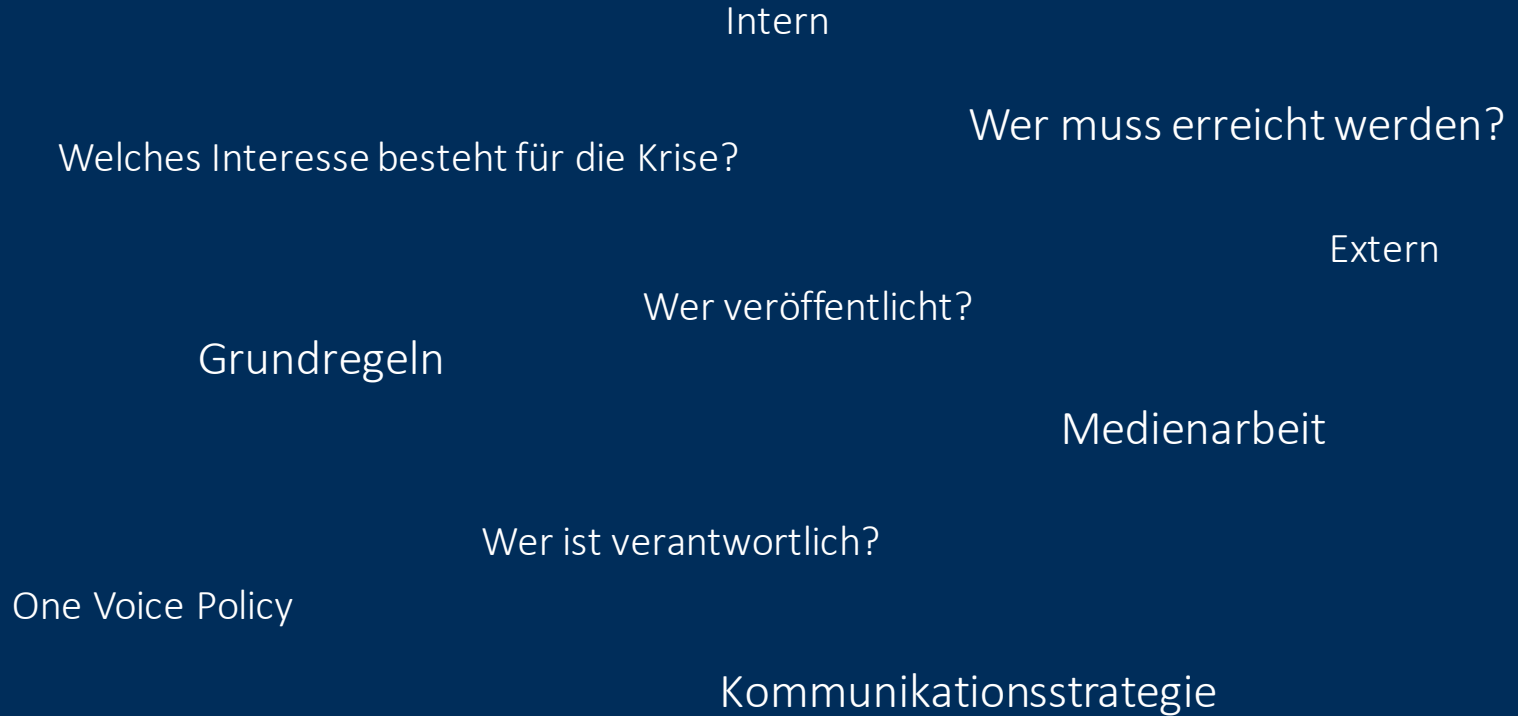 Intern
Wer muss erreicht werden?
Welches Interesse besteht für die Krise?
Extern
Wer veröffentlicht?
Grundregeln
Medienarbeit
Wer ist verantwortlich?
One Voice Policy
Kommunikationsstrategie